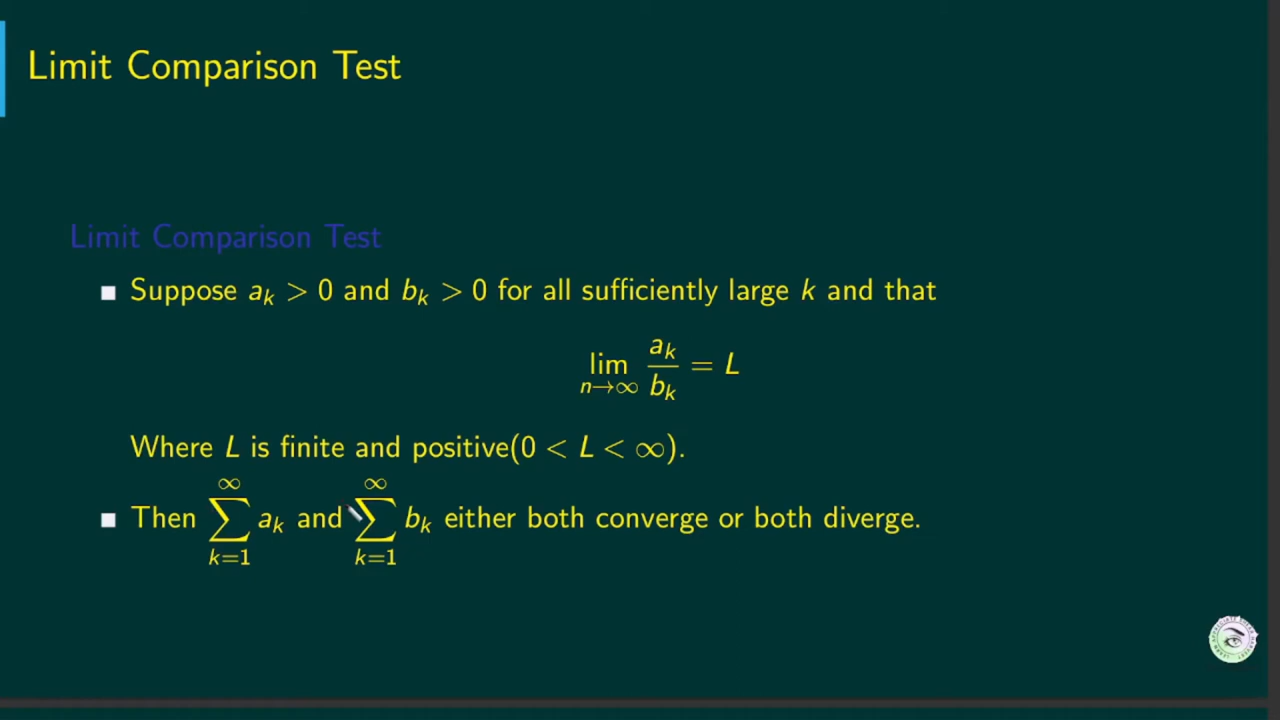 Limit Comparison Test
Limit Comparison Test
Suppose a_k > 0 and b_k > 0 for all sufficiently large k and that
lim_{n→∞} a_k / b_k = L
Where L is finite and positive(0 < L < ∞).
Then ∑_{k=1}^{∞} a_k and ∑_{k=1}^{∞} b_k either both converge or both diverge.